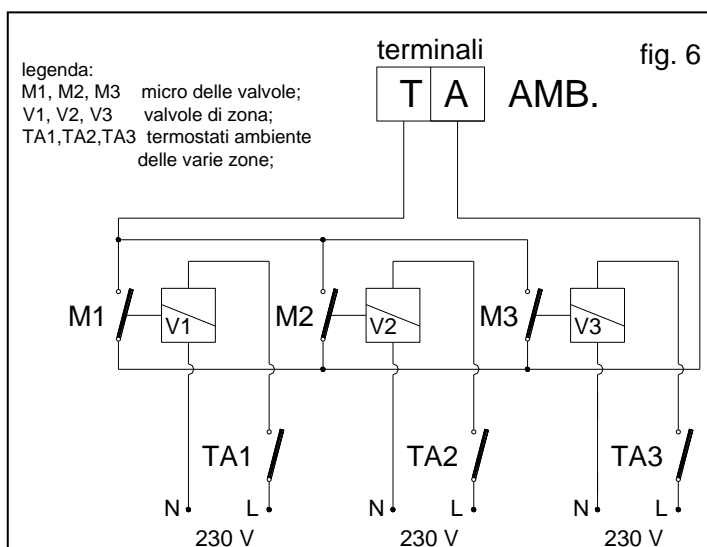 terminali
fig. 6
legenda:
M1, M2, M3 micro delle valvole;
V1, V2, V3 valvole di zona;
TA1,TA2,TA3 termostati ambiente
delle varie zone;
T A AMB.
M1 V1 M2 V2 M3 V3
TA1 TA2 TA3
N L N L N L
230 V 230 V 230 V